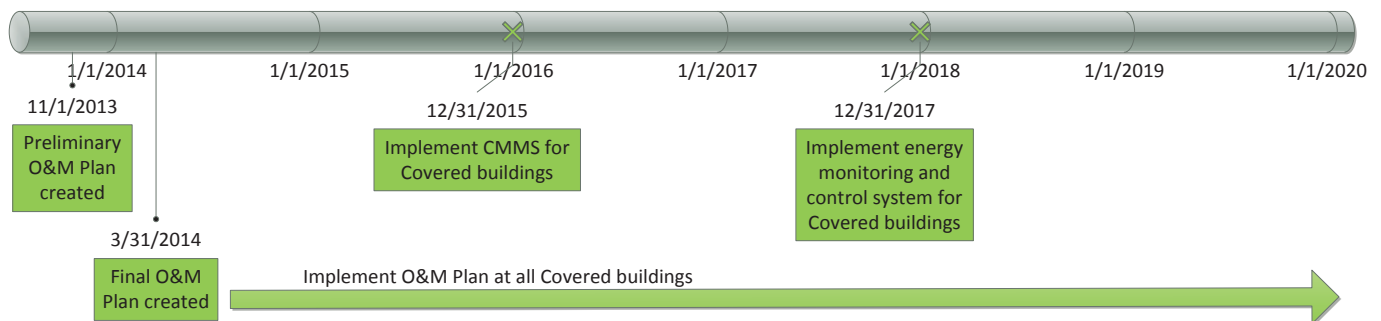 1/1/2014 1/1/2015 1/1/2016 1/1/2017 1/1/2018 1/1/2019 1/1/2020
11/1/2013
Preliminary
O&M Plan
created
12/31/2015
Implement CMMS for
Covered buildings
12/31/2017
Implement energy
monitoring and
control system for
Covered buildings
3/31/2014
Final O&M
Plan created
Implement O&M Plan at all Covered buildings